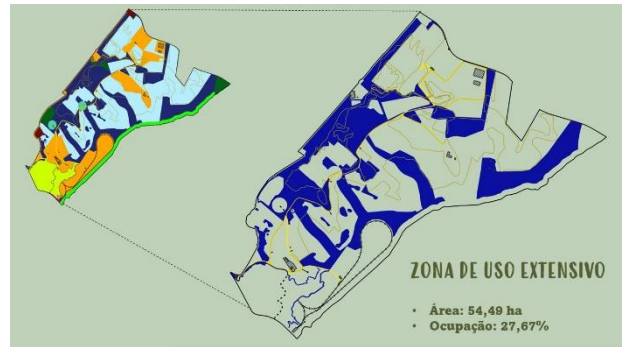 ZONA DE USO EXTENSIVO
• Área: 54,49 ha
• Ocupação: 27,67%